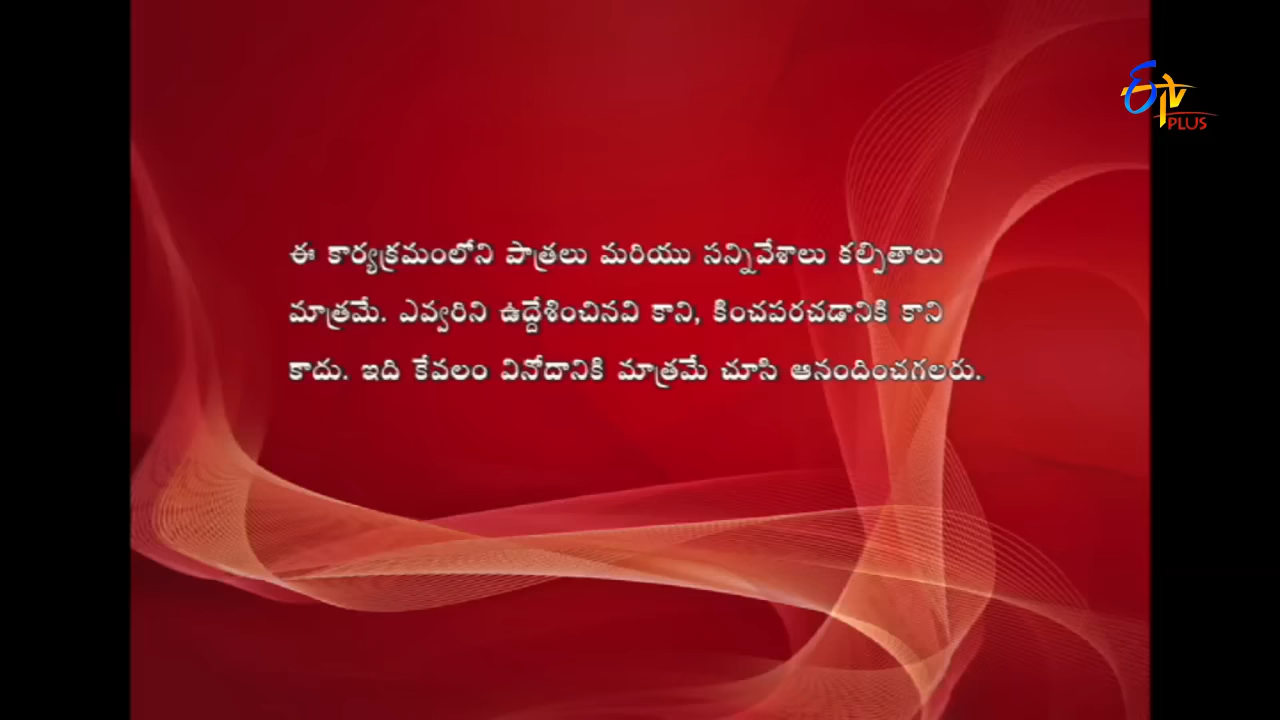 ETV
PLUS
ఈ కార్యక్రమంలోని పాత్రలు మరియు సన్నివేశాలు కల్పితాలు
మాత్రమే. ఎవ్వరిని ఉద్దేశించినవి కాని, కించపరచడానికి కాని
కాదు. ఇది కేవలం వినోదానికి మాత్రమే చూసి ఆనందించగలరు.